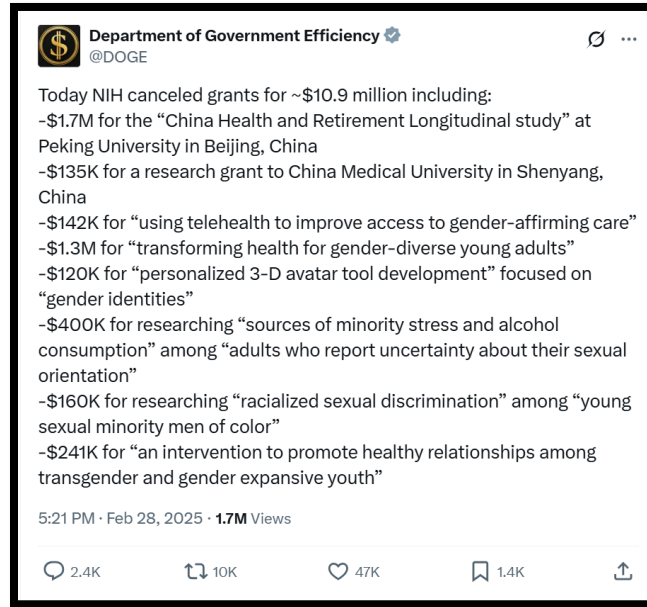 Department of Government Efficiency
@DOGE
Today NIH canceled grants for ~$10.9 million including:
-$1.7M for the “China Health and Retirement Longitudinal study” at
Peking University in Beijing, China
-$135K for a research grant to China Medical University in Shenyang,
China
-$142K for “using telehealth to improve access to gender-affirming care”
-$1.3M for “transforming health for gender-diverse young adults”
-$120K for “personalized 3-D avatar tool development” focused on
“gender identities”
-$400K for researching “sources of minority stress and alcohol
consumption” among “adults who report uncertainty about their sexual
orientation”
-$160K for researching “racialized sexual discrimination” among “young
sexual minority men of color”
-$241K for “an intervention to promote healthy relationships among
transgender and gender expansive youth”
5:21 PM · Feb 28, 2025 · 1.7M Views
2.4K 10K 47K 1.4K